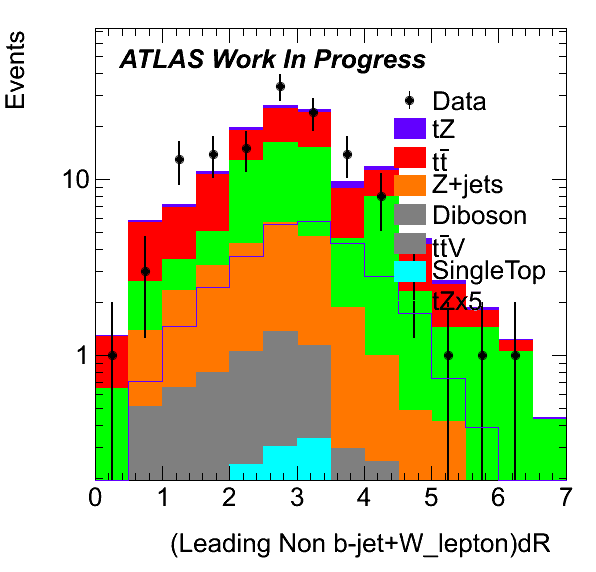 Events
ATLAS Work In Progress
Data
tZ
tt̄
Z+jets
Diboson
tt̄V
SingleTop
tZx5
10
1
0 1 2 3 4 5 6 7
(Leading Non b-jet+W_lepton)dR